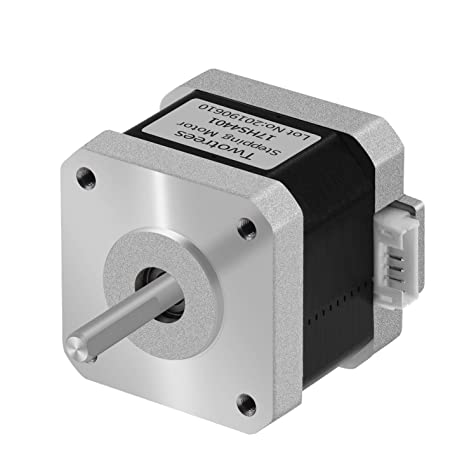 Twotrees
Stepping Motor
17HS4401
Lot No:20190610